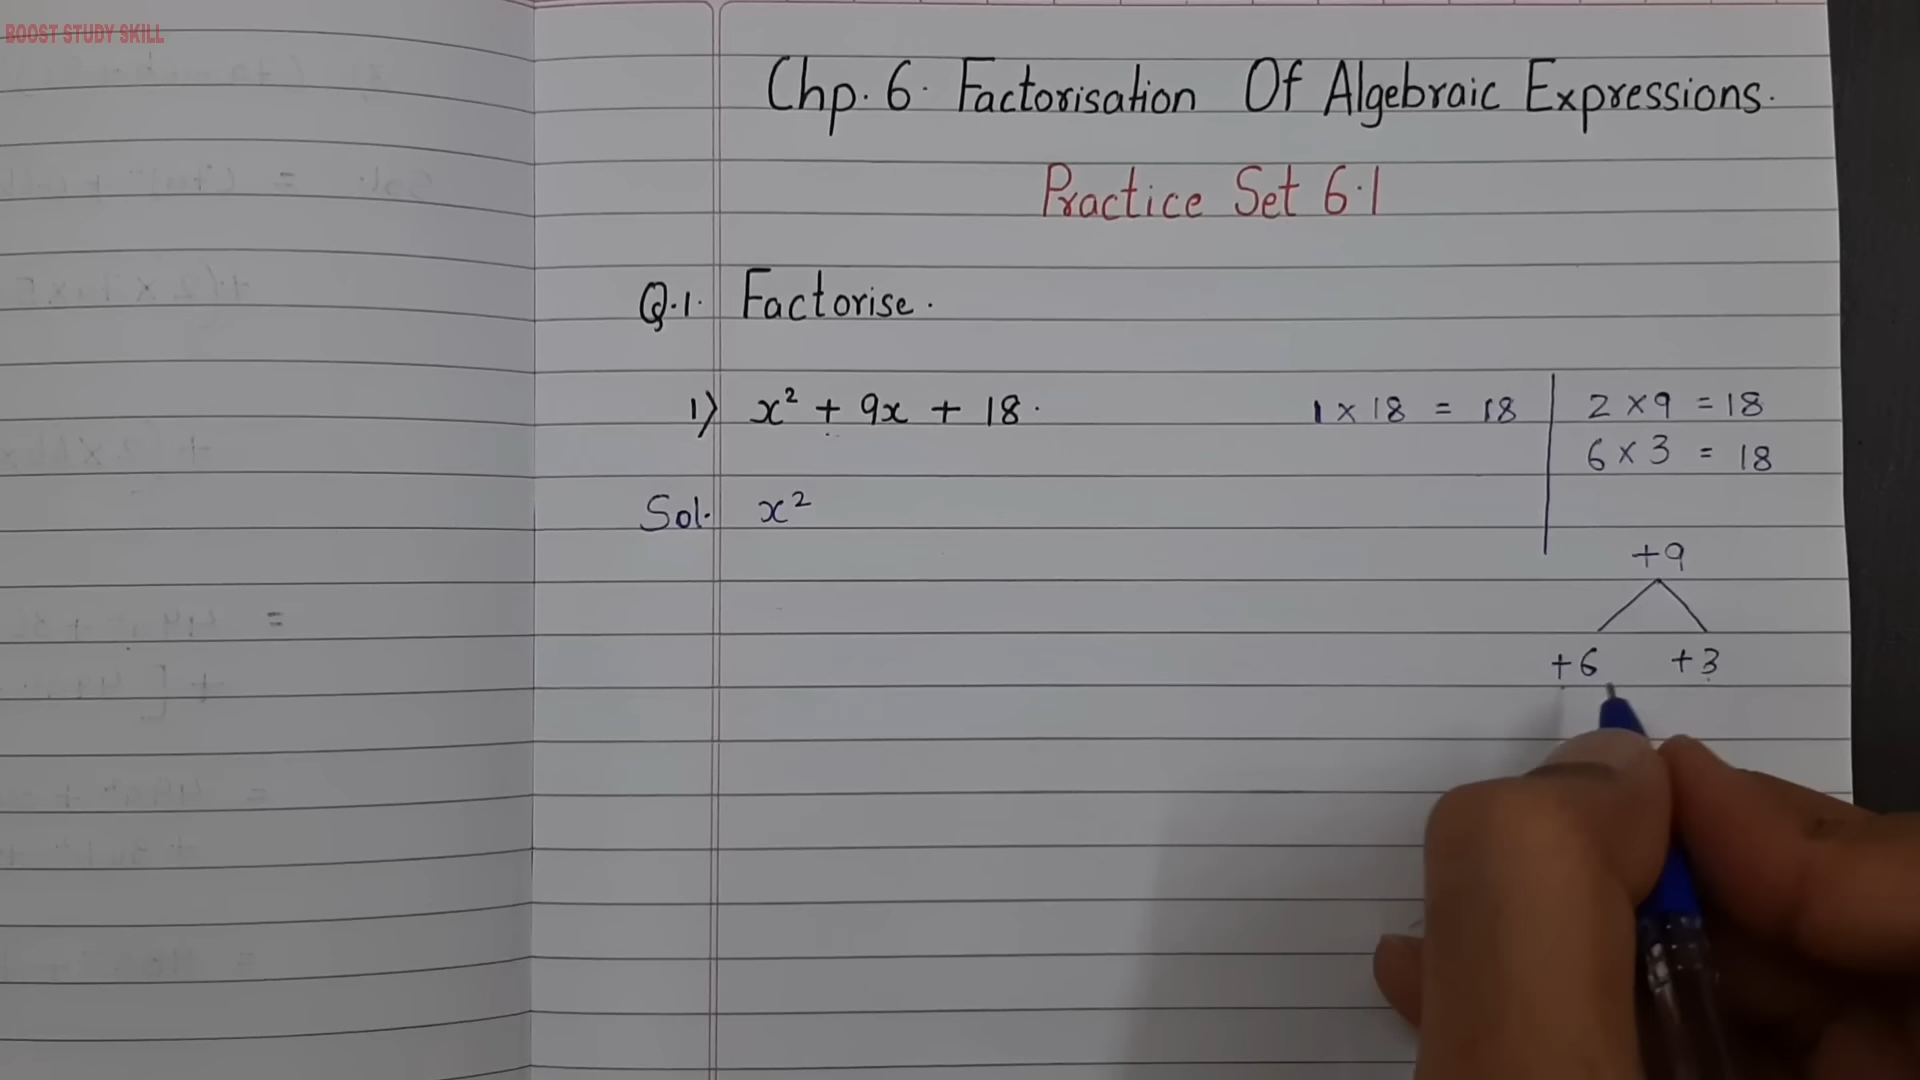 BOOST STUDY SKILL
Chp. 6. Factorisation Of Algebraic Expressions.
Practice Set 6.1
Q.1. Factorise.
1) x² + 9x + 18.
1 x 18 = 18
2 x 9 = 18
6 x 3 = 18
Sol. x²
+9
+6 +3